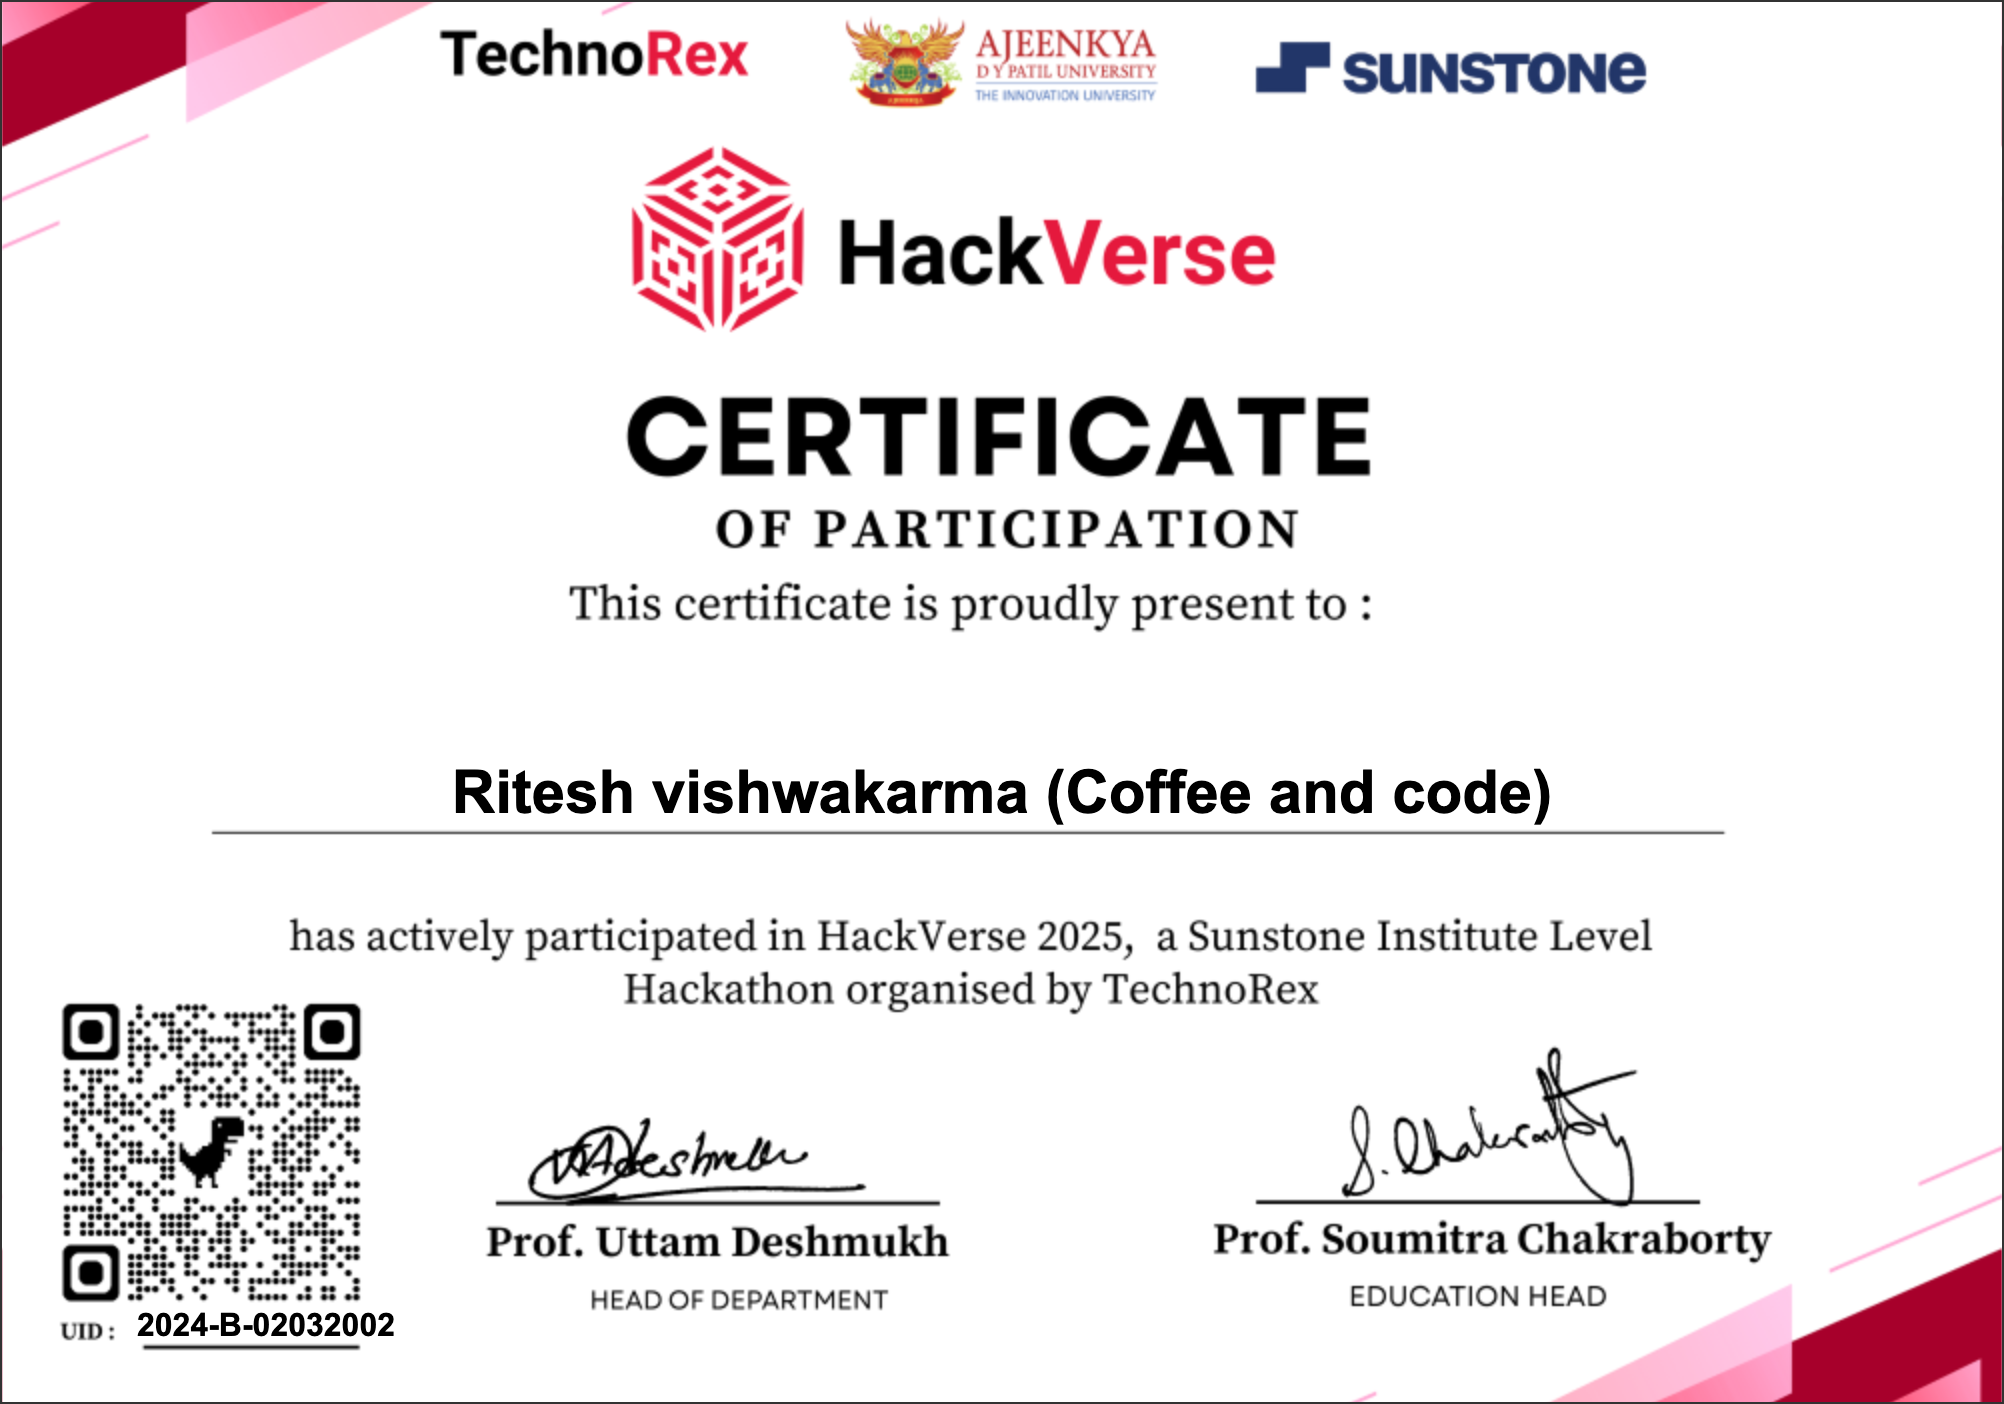 TechnoRex
AJEENKYA
D Y PATIL UNIVERSITY
THE INNOVATION UNIVERSITY
AJEENKYA
SUNSTONE
HackVerse
CERTIFICATE
OF PARTICIPATION
This certificate is proudly present to :
Ritesh vishwakarma (Coffee and code)
has actively participated in HackVerse 2025, a Sunstone Institute Level
Hackathon organised by TechnoRex
S. Chakraborty
Prof. Uttam Deshmukh
HEAD OF DEPARTMENT
Prof. Soumitra Chakraborty
EDUCATION HEAD
UID : 2024-B-02032002